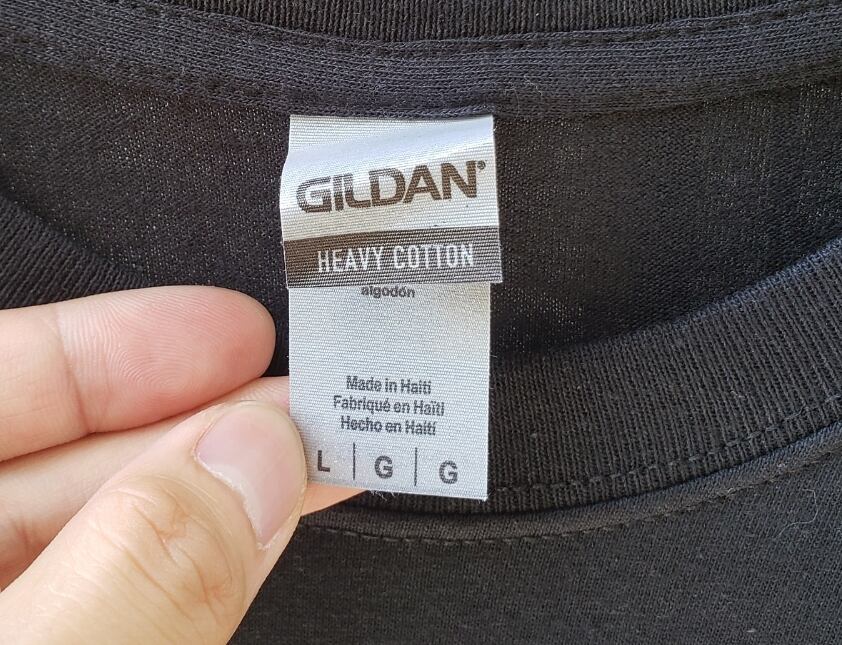 GILDAN®
HEAVY COTTON
algodón
Made in Haiti
Fabriqué en Haïti
Hecho en Haití
L | G | G